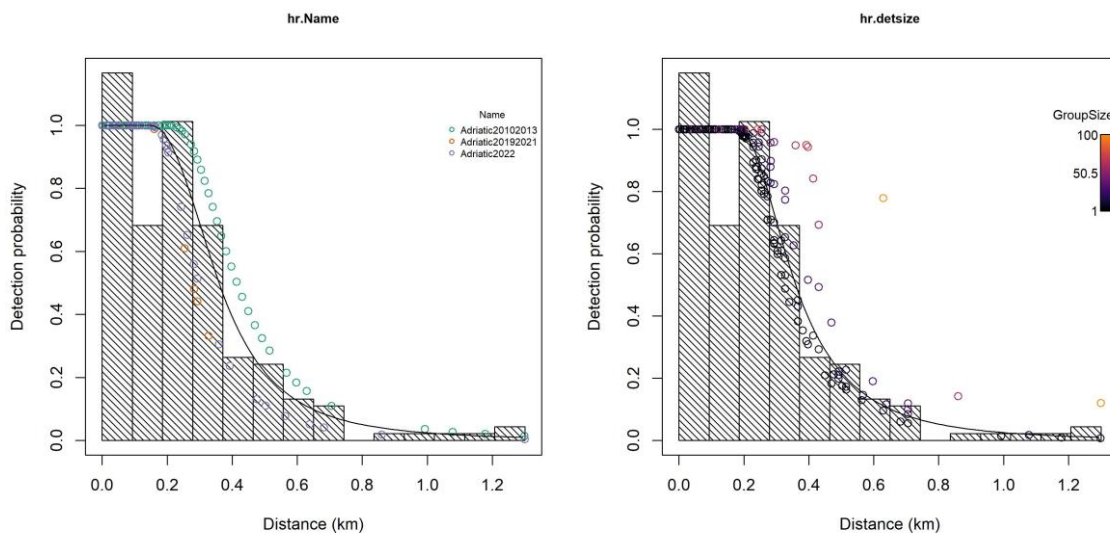 hr.Name
Detection probability
1.0
0.8
0.6
0.4
0.2
0.0
Name
Adriatic20102013
Adriatic20192021
Adriatic2022
0.0 0.2 0.4 0.6 0.8 1.0 1.2
Distance (km)
hr.detsize
Detection probability
1.0
0.8
0.6
0.4
0.2
0.0
GroupSize
100
50.5
1
0.0 0.2 0.4 0.6 0.8 1.0 1.2
Distance (km)